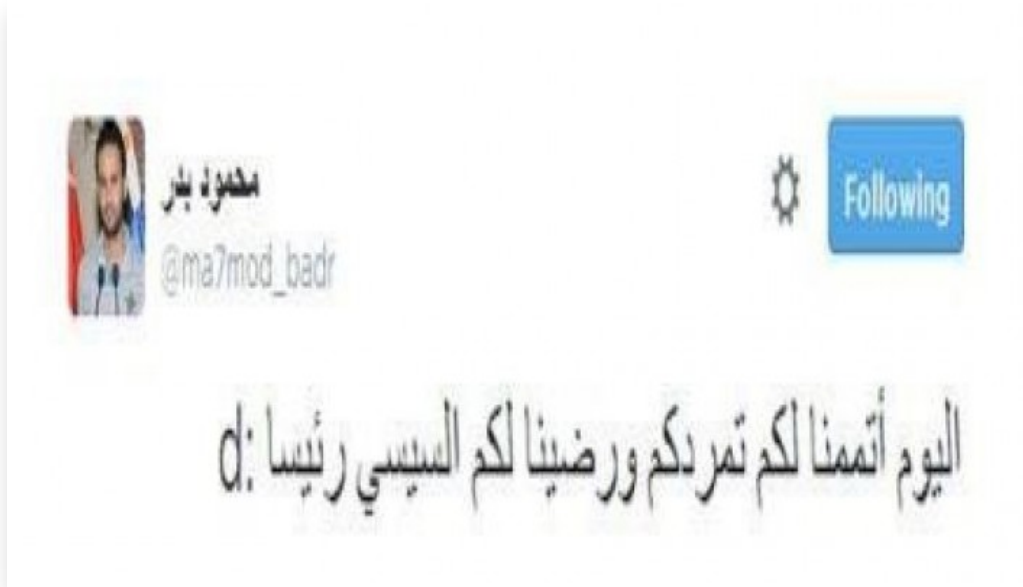 محمود بدر
@ma7mod_badr
Following
اليوم أتممنا لكم تمردكم ورضينا لكم السيسي رئيسا :d